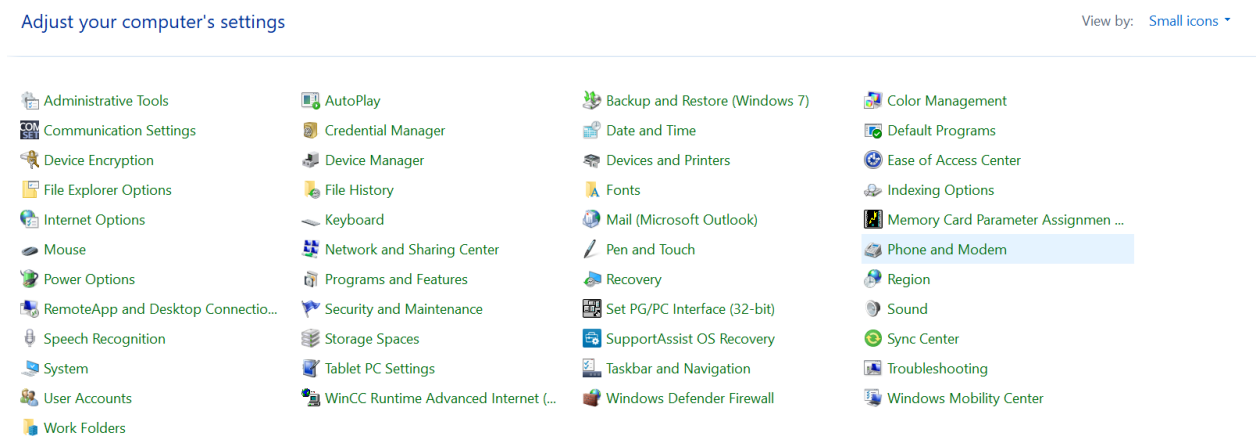 Adjust your computer's settings
View by: Small icons
Administrative Tools
AutoPlay
Backup and Restore (Windows 7)
Color Management
COM
SET
Communication Settings
Credential Manager
Date and Time
Default Programs
Device Encryption
Device Manager
Devices and Printers
Ease of Access Center
File Explorer Options
File History
Fonts
Indexing Options
Internet Options
Keyboard
Mail (Microsoft Outlook)
Memory Card Parameter Assignmen ...
Mouse
Network and Sharing Center
Pen and Touch
Phone and Modem
Power Options
Programs and Features
Recovery
Region
RemoteApp and Desktop Connectio...
Security and Maintenance
Set PG/PC Interface (32-bit)
Sound
Speech Recognition
Storage Spaces
SupportAssist OS Recovery
Sync Center
System
Tablet PC Settings
Taskbar and Navigation
Troubleshooting
User Accounts
WinCC Runtime Advanced Internet (...
Windows Defender Firewall
Windows Mobility Center
Work Folders